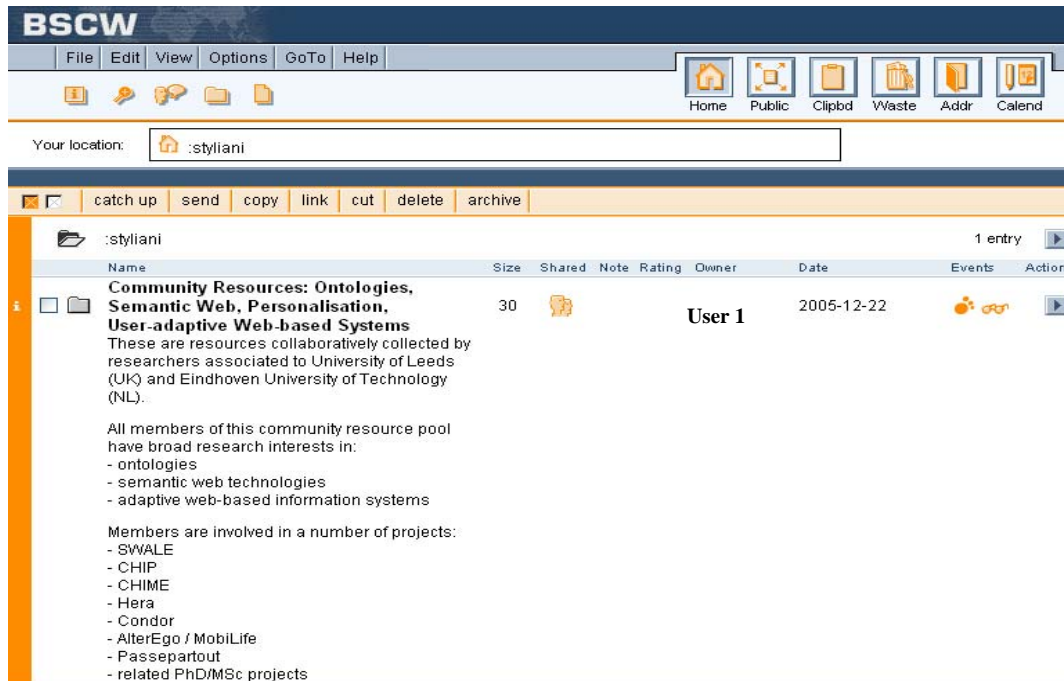 BSCW
File Edit View Options GoTo Help
Home Public Clipbd Waste Addr Calend
Your location: :styliani
catch up send copy link cut delete archive
:styliani 1 entry
Name Size Shared Note Rating Owner Date Events Action
Community Resources: Ontologies,
Semantic Web, Personalisation, 30 User 1 2005-12-22
User-adaptive Web-based Systems
These are resources collaboratively collected by
researchers associated to University of Leeds
(UK) and Eindhoven University of Technology
(NL).
All members of this community resource pool
have broad research interests in:
- ontologies
- semantic web technologies
- adaptive web-based information systems
Members are involved in a number of projects:
- SWALE
- CHIP
- CHIME
- Hera
- Condor
- AlterEgo / MobiLife
- Passepartout
- related PhD/MSc projects